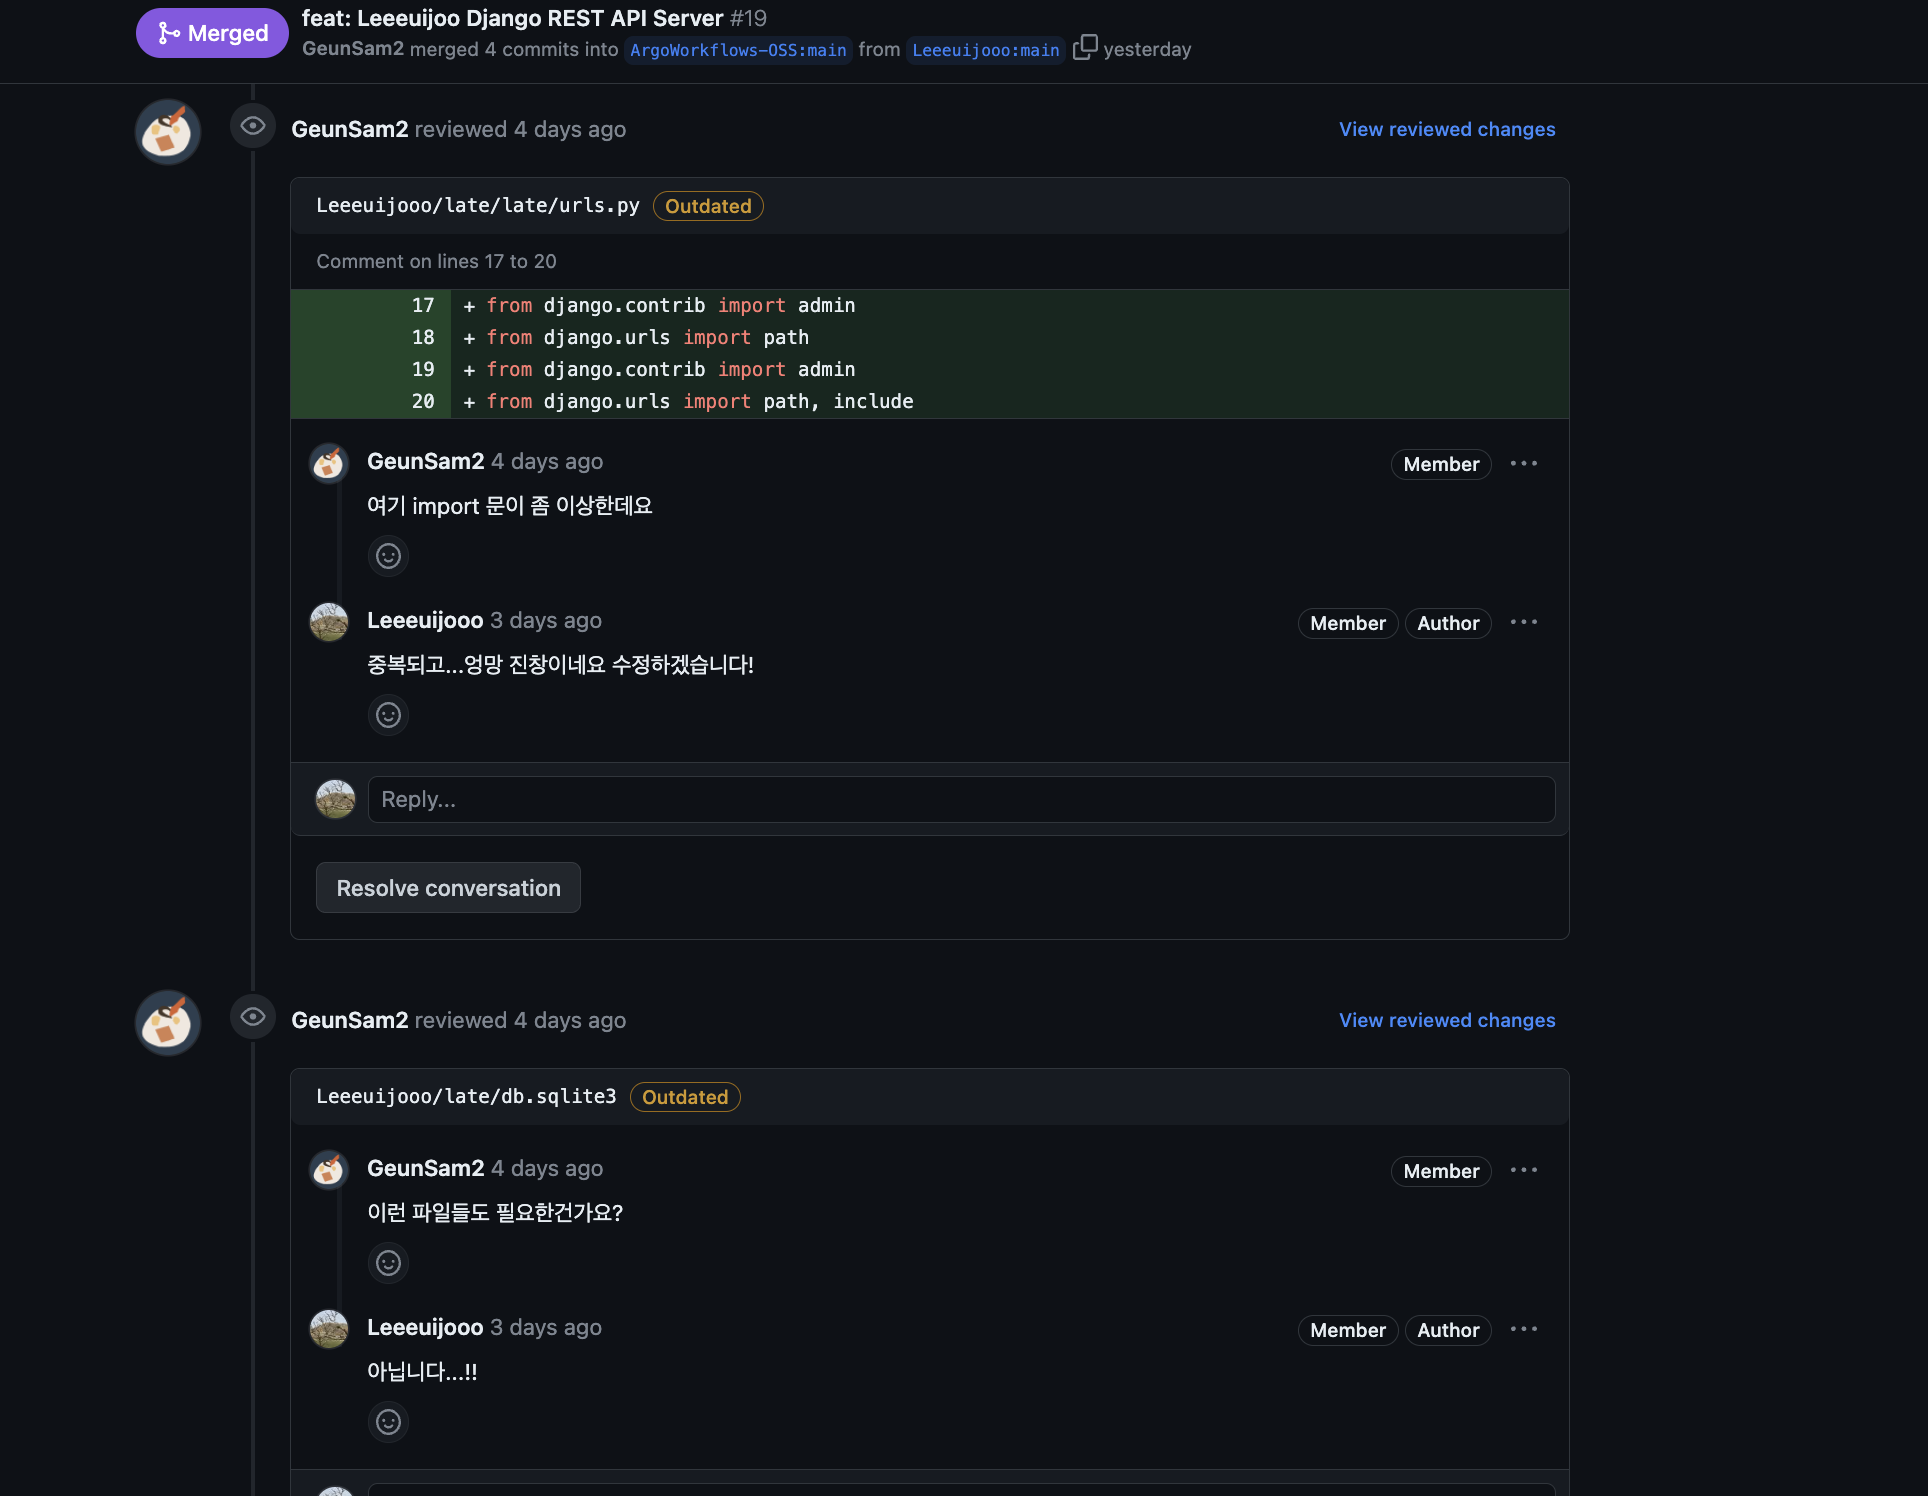 Merged
feat: Leeeuijoo Django REST API Server #19
GeunSam2 merged 4 commits into ArgoWorkflows-OSS:main from Leeeuijooo:main yesterday
GeunSam2 reviewed 4 days ago
View reviewed changes
Leeeuijooo/late/late/urls.py Outdated
Comment on lines 17 to 20
17 + from django.contrib import admin
18 + from django.urls import path
19 + from django.contrib import admin
20 + from django.urls import path, include
GeunSam2 4 days ago
Member
여기 import 문이 좀 이상한데요
Leeeuijooo 3 days ago
Member Author
중복되고...엉망 진창이네요 수정하겠습니다!
Reply...
Resolve conversation
GeunSam2 reviewed 4 days ago
View reviewed changes
Leeeuijooo/late/db.sqlite3 Outdated
GeunSam2 4 days ago
Member
이런 파일들도 필요한건가요?
Leeeuijooo 3 days ago
Member Author
아닙니다...!!